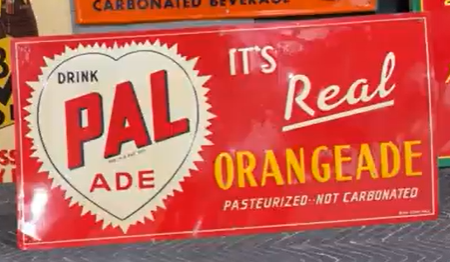 CARBONATED BEVERAGE
DRINK
PAL
ADE
IT'S
Real
ORANGEADE
PASTEURIZED--NOT CARBONATED